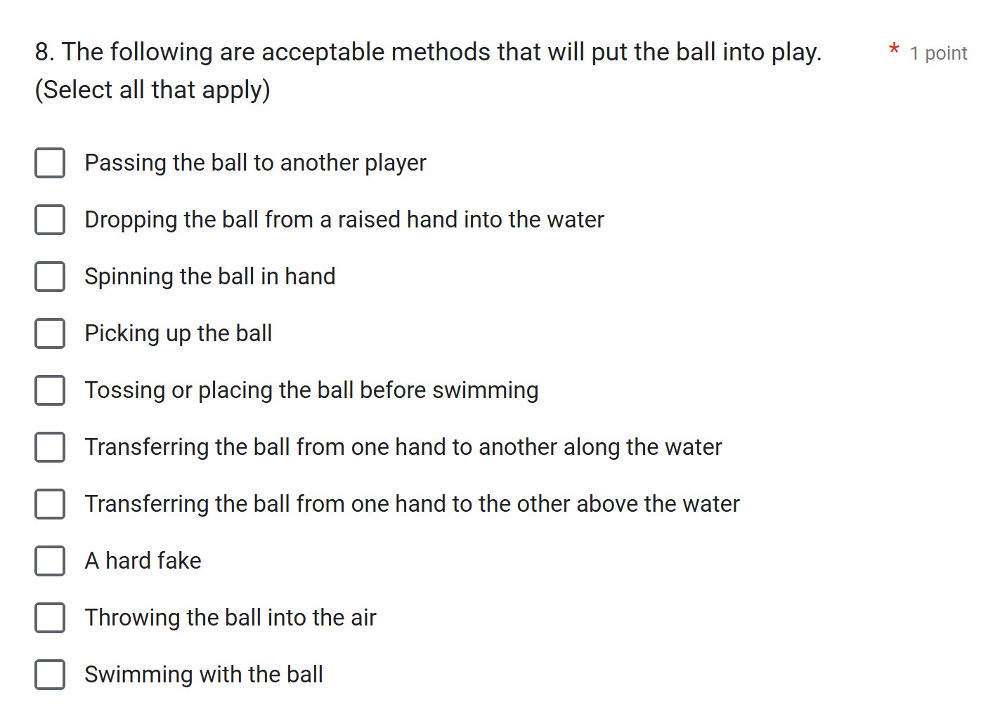 8. The following are acceptable methods that will put the ball into play. * 1 point
(Select all that apply)
Passing the ball to another player
Dropping the ball from a raised hand into the water
Spinning the ball in hand
Picking up the ball
Tossing or placing the ball before swimming
Transferring the ball from one hand to another along the water
Transferring the ball from one hand to the other above the water
A hard fake
Throwing the ball into the air
Swimming with the ball